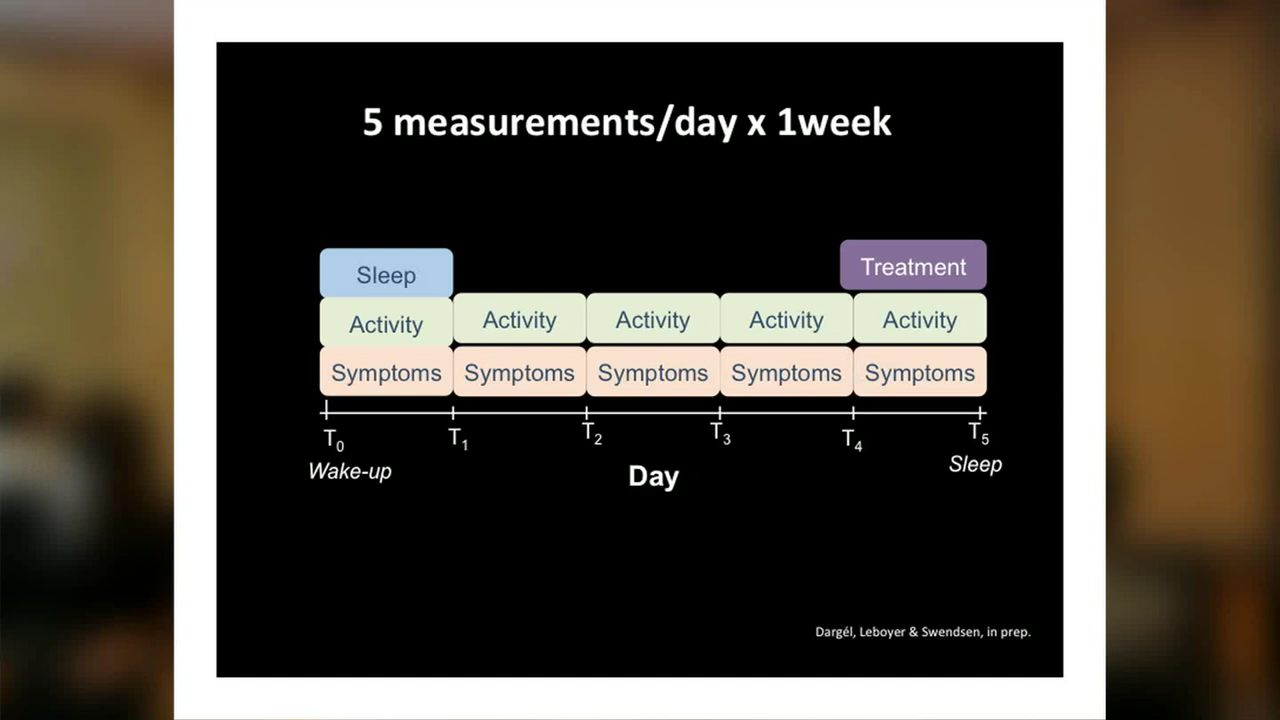 5 measurements/day x 1week
Sleep
Treatment
Activity Activity Activity Activity Activity
Symptoms Symptoms Symptoms Symptoms Symptoms
T0 T1 T2 T3 T4 T5
Wake-up Day Sleep
Dargél, Leboyer & Swendsen, in prep.